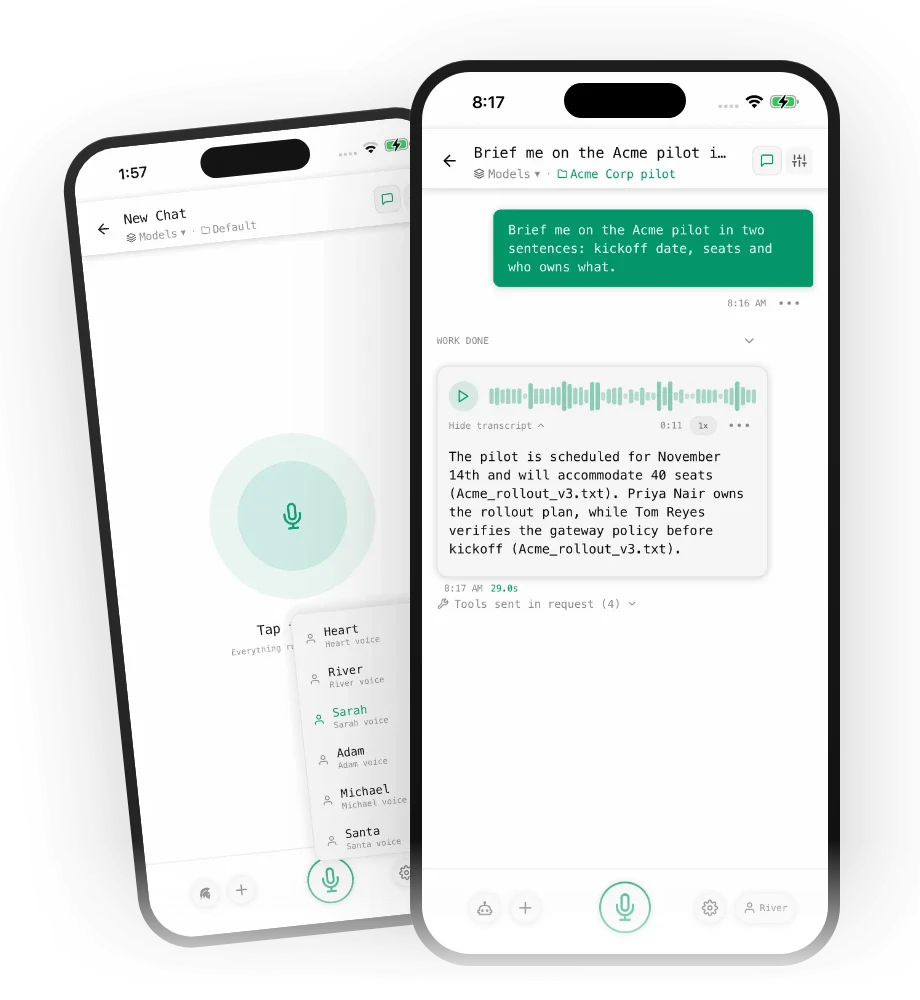 1:57
New Chat
Models ▾ · Default
Tap
Everything
Heart
Heart voice
River
River voice
Sarah
Sarah voice
Adam
Adam voice
Michael
Michael voice
Santa
Santa voice
8:17
Brief me on the Acme pilot i…
Models ▾ · Acme Corp pilot
Brief me on the Acme pilot in two
sentences: kickoff date, seats and
who owns what.
8:16 AM
WORK DONE
Hide transcript
0:11 1x
The pilot is scheduled for November
14th and will accommodate 40 seats
(Acme_rollout_v3.txt). Priya Nair owns
the rollout plan, while Tom Reyes
verifies the gateway policy before
kickoff (Acme_rollout_v3.txt).
8:17 AM 29.0s
Tools sent in request (4)
River